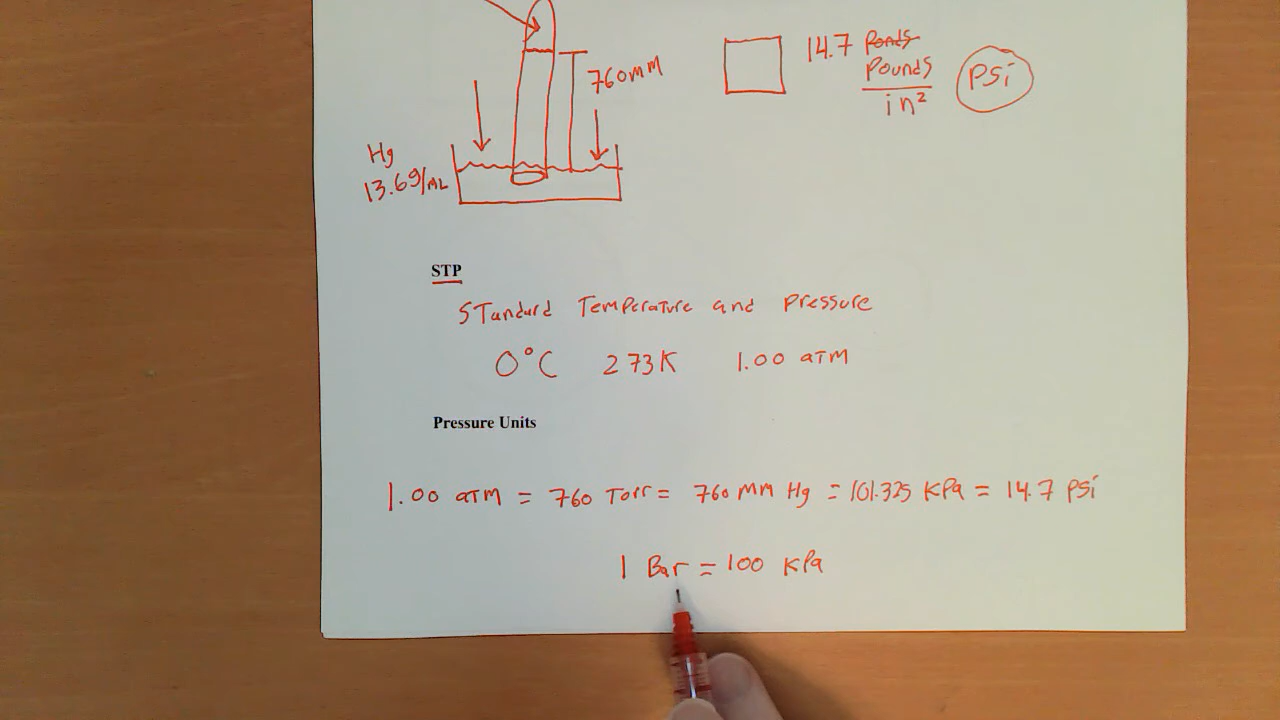 760mm
14.7 Ponds
Pounds
in²
PSi
Hg
13.6g/mL
STP
STandard Temperature and Pressure
0°C 273K 1.00 aTM
Pressure Units
1.00 aTM = 760 Torr = 760 MM Hg = 101.325 KPa = 14.7 PSi
1 Bar = 100 KPa